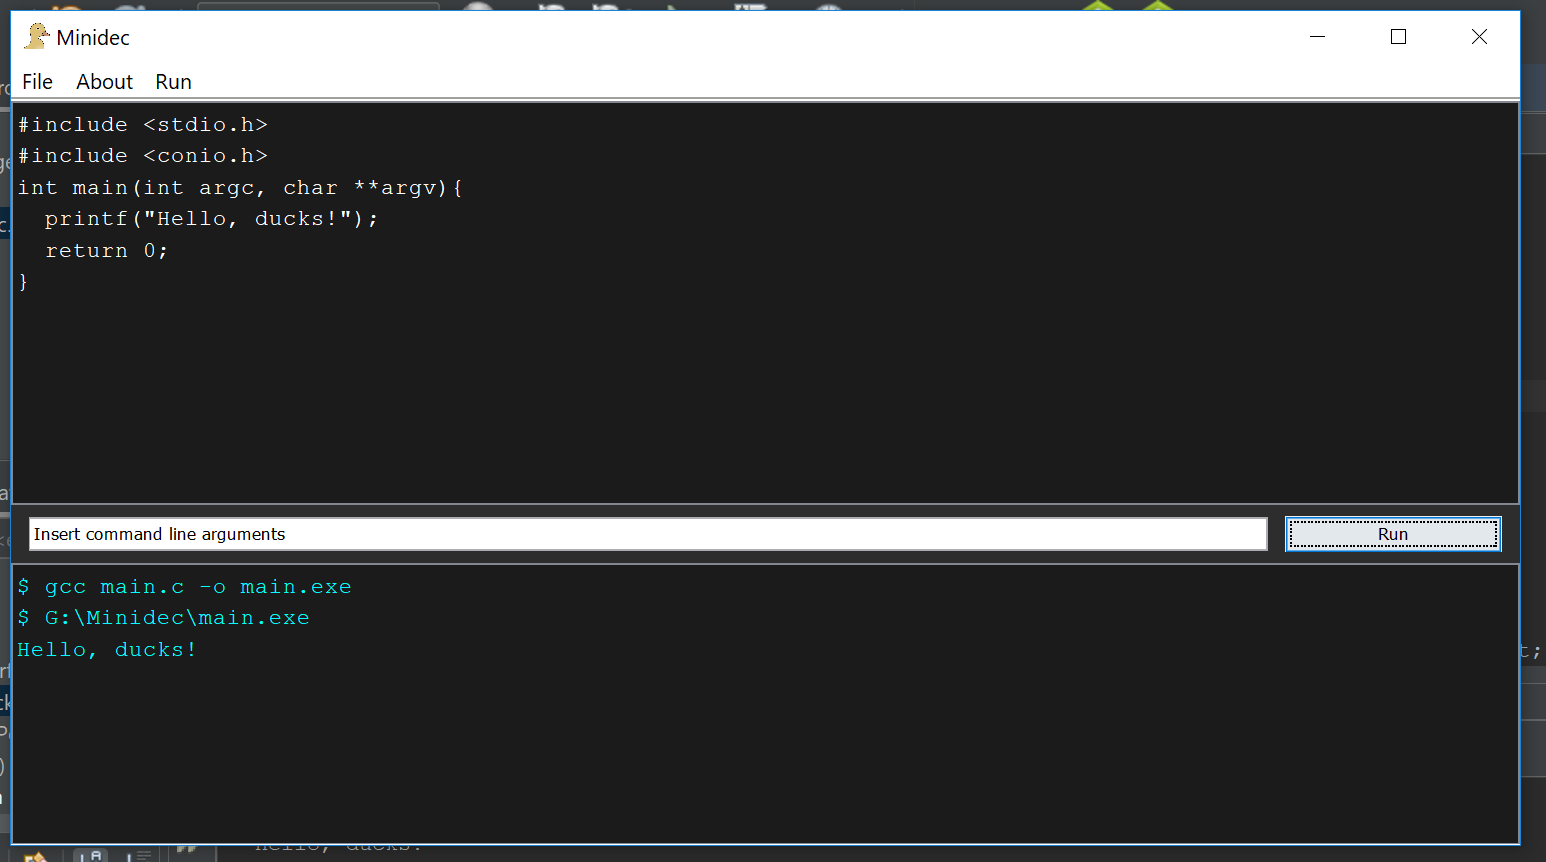 Minidec
File About Run
#include <stdio.h>
#include <conio.h>
int main(int argc, char **argv){
  printf("Hello, ducks!");
  return 0;
}
Insert command line arguments
Run
$ gcc main.c -o main.exe
$ G:\Minidec\main.exe
Hello, ducks!
t;